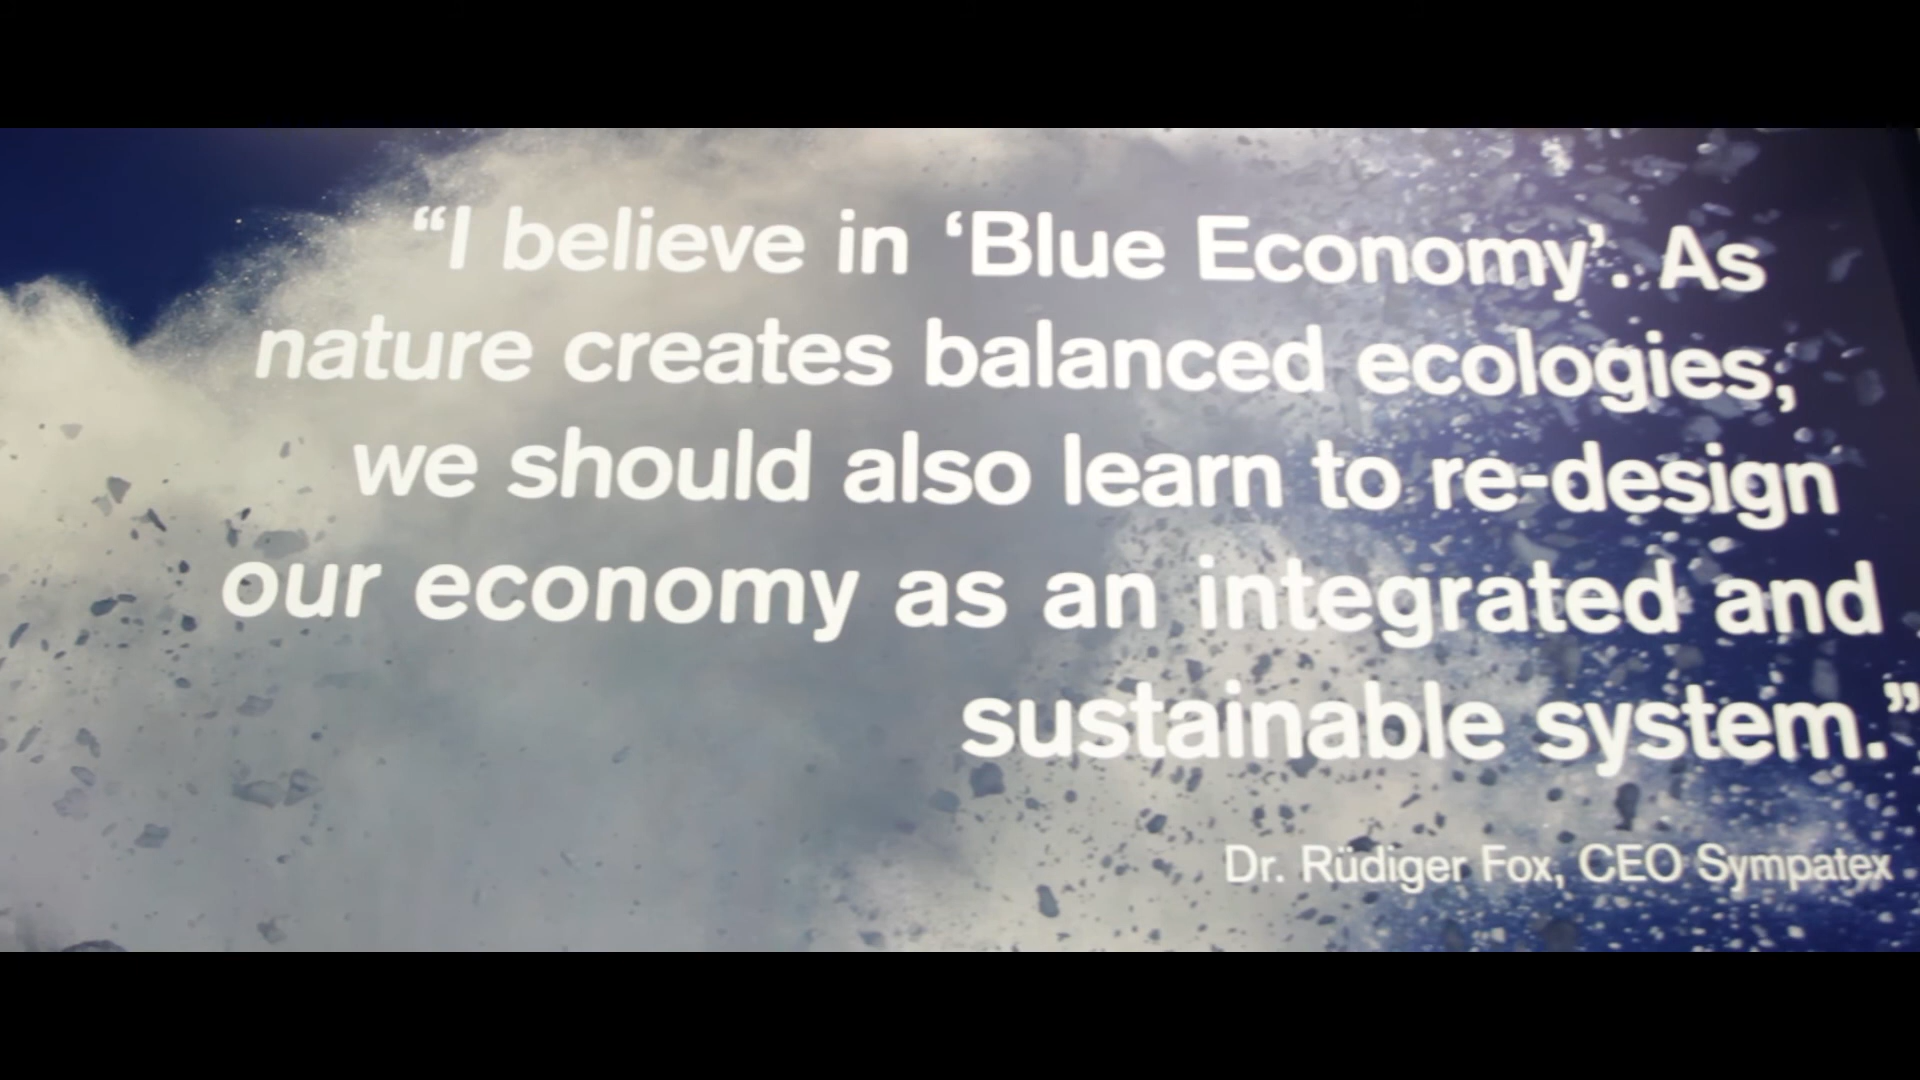 “I believe in ‘Blue Economy’. As
nature creates balanced ecologies,
we should also learn to re-design
our economy as an integrated and
sustainable system.”
Dr. Rüdiger Fox, CEO Sympatex